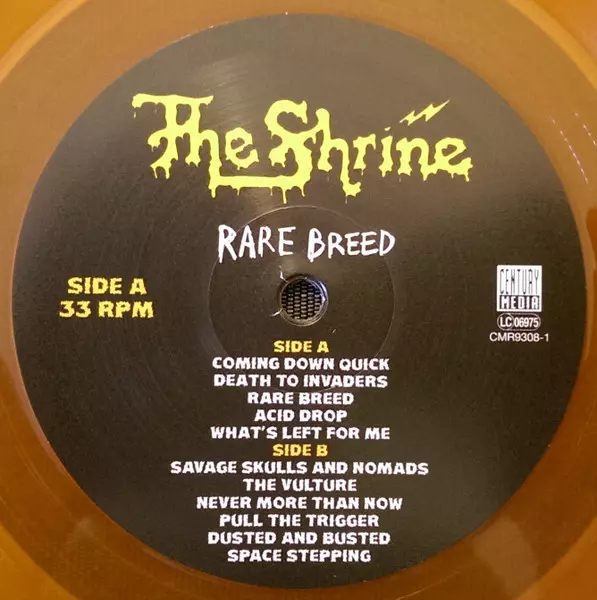 The Shrine
RARE BREED
SIDE A
33 RPM
CENTURY
MEDIA
LC 06975
CMR9308-1
SIDE A
COMING DOWN QUICK
DEATH TO INVADERS
RARE BREED
ACID DROP
WHAT'S LEFT FOR ME
SIDE B
SAVAGE SKULLS AND NOMADS
THE VULTURE
NEVER MORE THAN NOW
PULL THE TRIGGER
DUSTED AND BUSTED
SPACE STEPPING